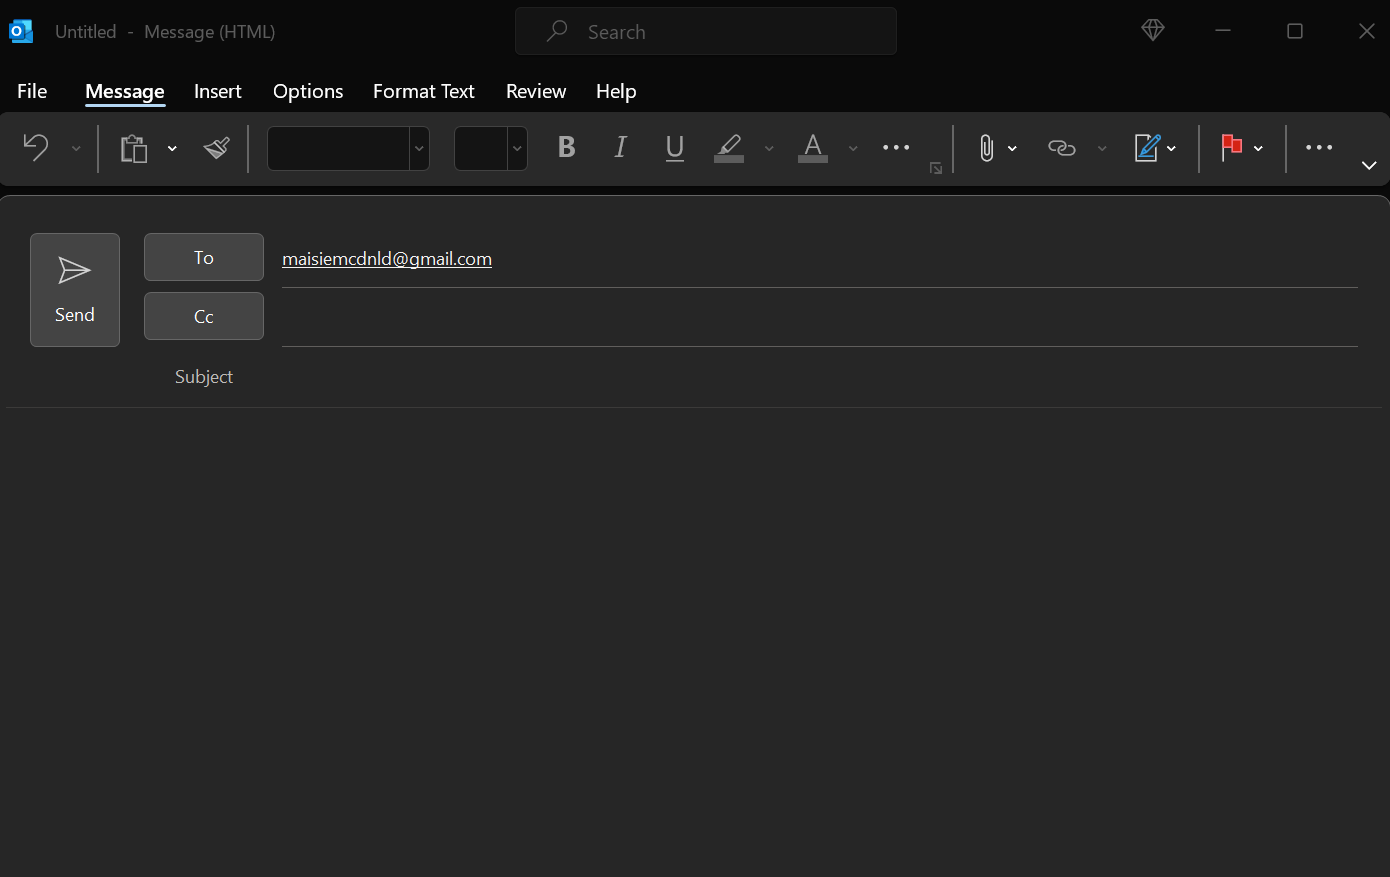 Untitled - Message (HTML)
Search
File Message Insert Options Format Text Review Help
B I U A
Send
To maisiemcdnld@gmail.com
Cc
Subject